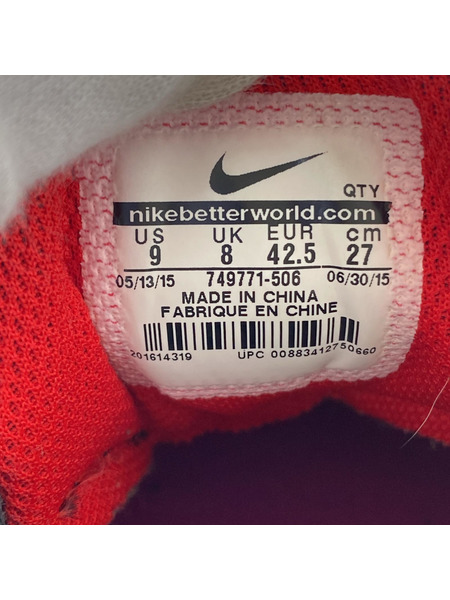 QTY
nikebetterworld.com
US UK EUR cm
9 8 42.5 27
05/13/15 749771-506 06/30/15
MADE IN CHINA
FABRIQUE EN CHINE
201614319 UPC 00883412750660